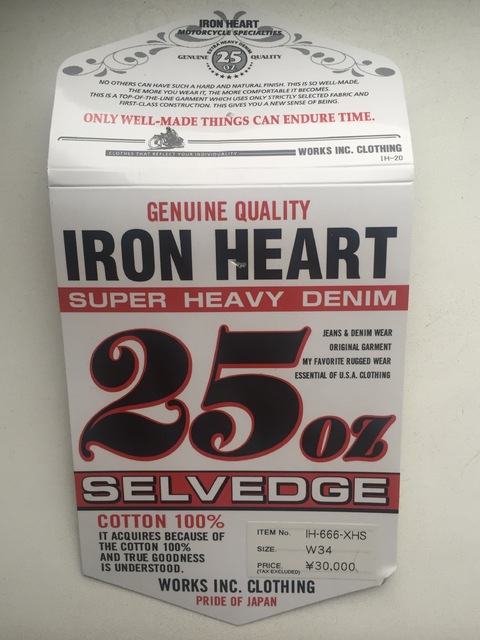 IRON HEART
MOTORCYCLE SPECIALTIES
EXTRA HEAVY DENIM
GENUINE 25 OZ QUALITY
NO OTHERS CAN HAVE SUCH A HARD AND NATURAL FINISH. THIS IS SO WELL-MADE,
THE MORE YOU WEAR IT, THE MORE COMFORTABLE IT BECOMES.
THIS IS A TOP-OF-THE-LINE GARMENT WHICH USES ONLY STRICTLY SELECTED FABRIC AND
FIRST-CLASS CONSTRUCTION. THIS GIVES YOU A NEW SENSE OF BEING.
ONLY WELL-MADE THINGS CAN ENDURE TIME.
CLOTHES THAT REFLECT YOUR INDIVIDUALITY
WORKS INC. CLOTHING
IH-20
GENUINE QUALITY
IRON HEART
SUPER HEAVY DENIM
JEANS & DENIM WEAR
ORIGINAL GARMENT
MY FAVORITE RUGGED WEAR
ESSENTIAL OF U.S.A. CLOTHING
25 OZ
SELVEDGE
COTTON 100%
IT ACQUIRES BECAUSE OF
THE COTTON 100%
AND TRUE GOODNESS
IS UNDERSTOOD.
ITEM No. IH-666-XHS
SIZE. W34
PRICE. ¥30,000
(TAX EXCLUDED)
WORKS INC. CLOTHING
PRIDE OF JAPAN